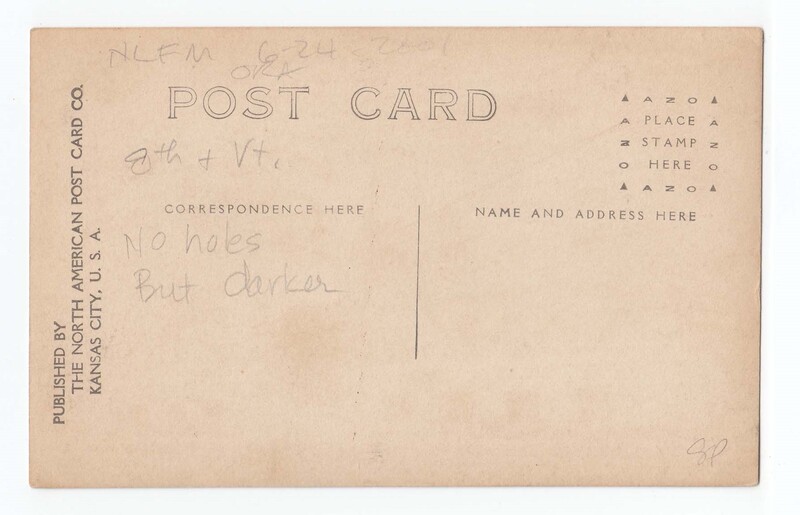 NLFM 6-24 2001
POST CARD
8th + Vt.
CORRESPONDENCE HERE
No holes
But darker
PUBLISHED BY
THE NORTH AMERICAN POST CARD CO.
KANSAS CITY, U. S. A.
▲ A Z O ▲
A PLACE A
Z STAMP Z
O HERE O
▲ A Z O ▲
NAME AND ADDRESS HERE